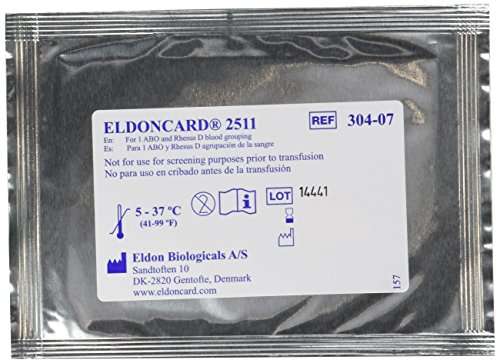 ELDONCARD® 2511
REF 304-07
En: For 1 ABO and Rhesus D blood grouping
Es: Para 1 ABO y Rhesus D agrupación de la sangre
Not for use for screening purposes prior to transfusion
No para uso en cribado antes de la transfusión
5 - 37 ºC
(41-99 ºF)
2
i
LOT 14441
Eldon Biologicals A/S
Sandtoften 10
DK-2820 Gentofte, Denmark
www.eldoncard.com
157